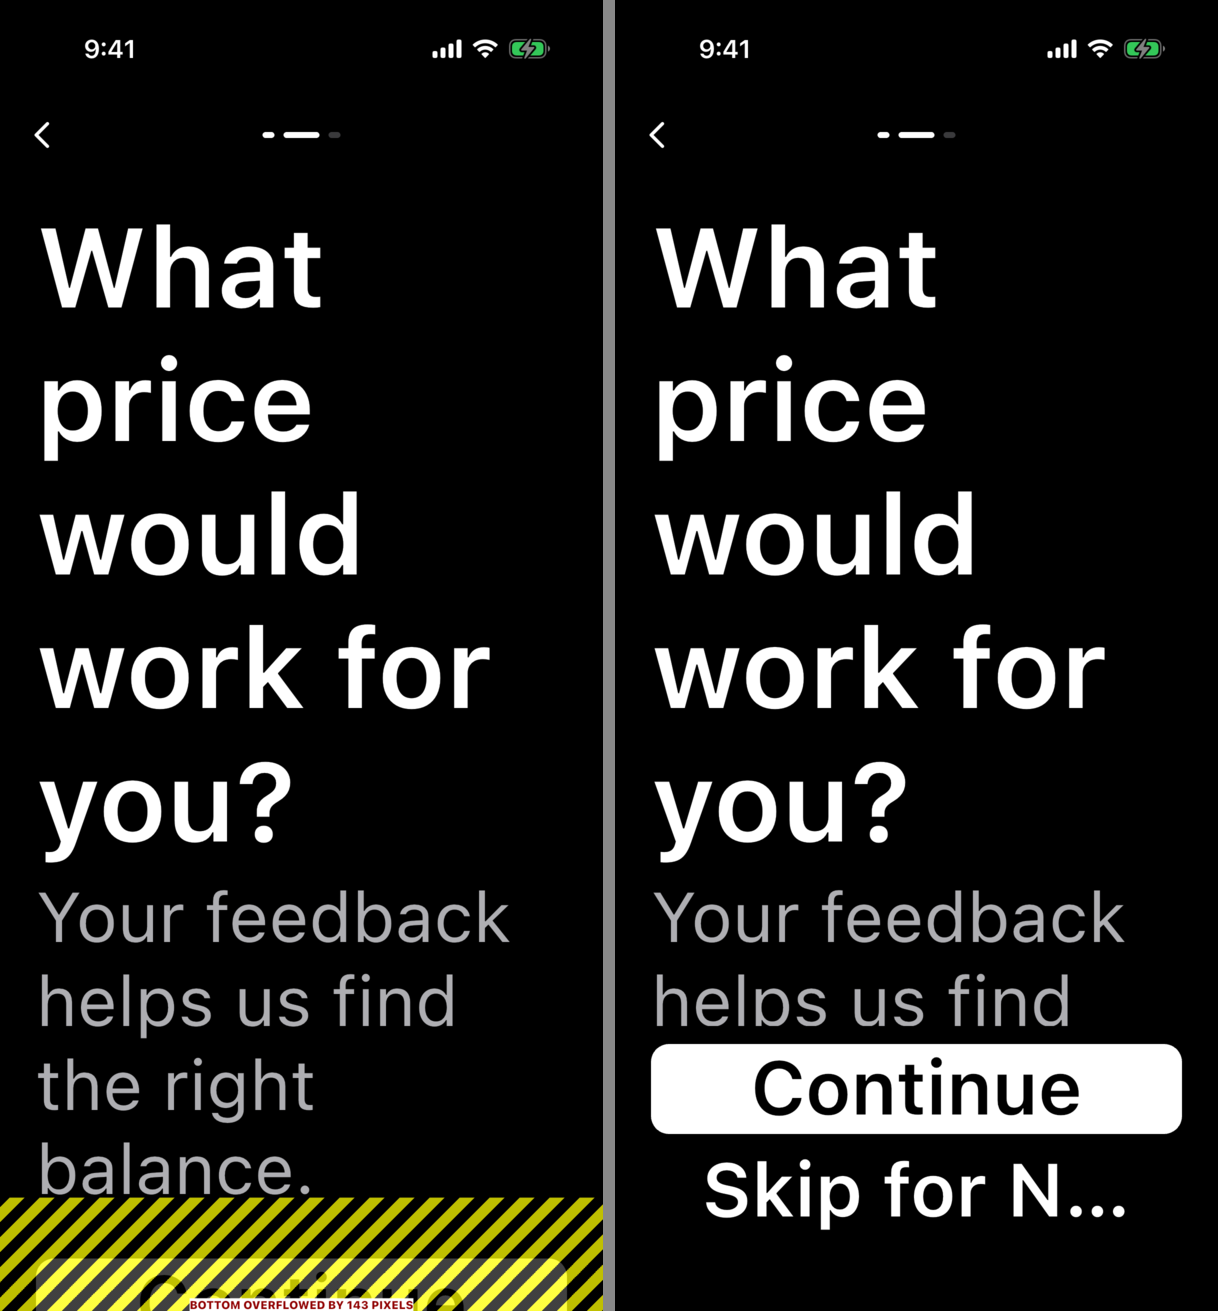 9:41
What
price
would
work for
you?
Your feedback
helps us find
the right
balance.
Continue
BOTTOM OVERFLOWED BY 143 PIXELS
9:41
What
price
would
work for
you?
Your feedback
helps us find
Continue
Skip for N...